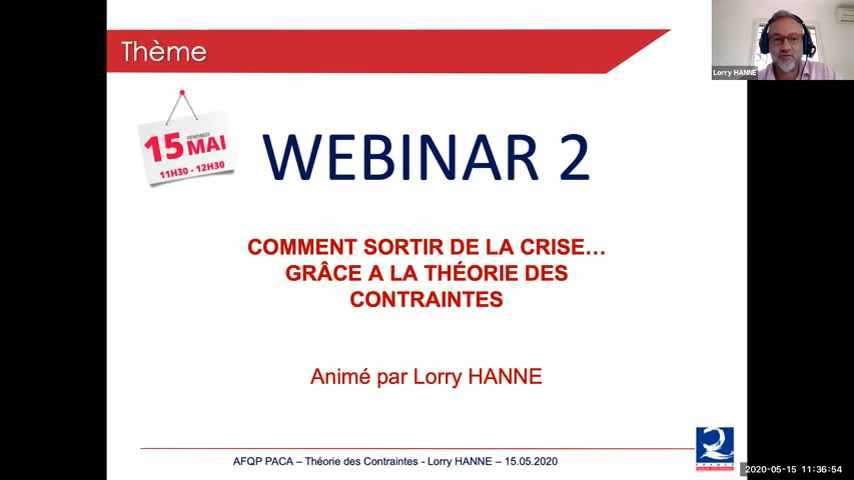 Thème
Lorry HANNE
VENDREDI
15 MAI
11H30 - 12H30
WEBINAR 2
COMMENT SORTIR DE LA CRISE...
GRÂCE A LA THÉORIE DES
CONTRAINTES
Animé par Lorry HANNE
AFQP PACA – Théorie des Contraintes - Lorry HANNE – 15.05.2020
FRANCE
2020-05-15 11:36:54